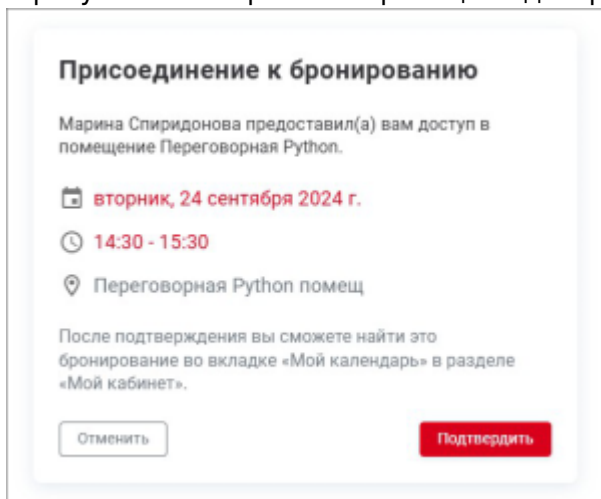 Присоединение к бронированию
Марина Спиридонова предоставил(а) вам доступ в
помещение Переговорная Python.
вторник, 24 сентября 2024 г.
14:30 - 15:30
Переговорная Python помещ
После подтверждения вы сможете найти это
бронирование во вкладке «Мой календарь» в разделе
«Мой кабинет».
Отменить Подтвердить